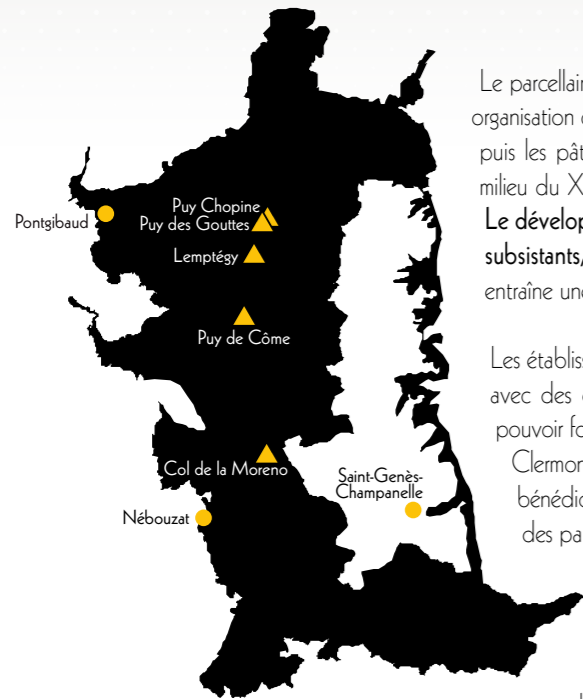 Pontgibaud
Puy Chopine
Puy des Gouttes
Lemptégy
Puy de Côme
Col de la Moreno
Saint-Genès-
Champanelle
Nébouzat
Le parcellair
organisation
puis les pât
milieu du X
Le dévelop
subsistants,
entraîne une
Les établiss
avec des
pouvoir fo
Clermon
bénédic
des pa